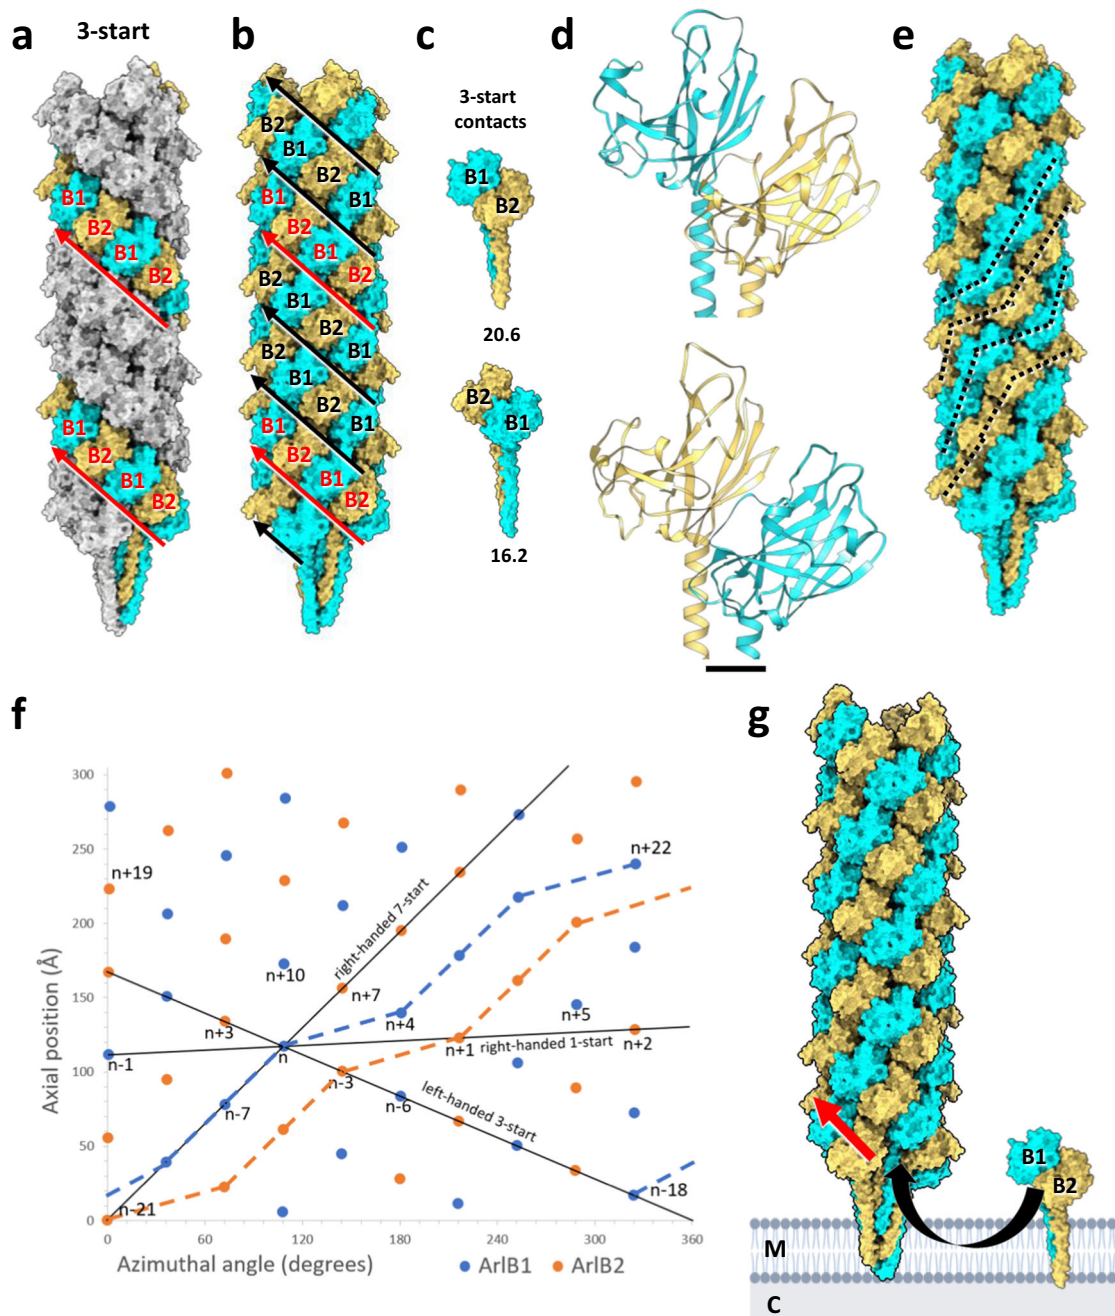 a
3-start
b
c
d
e
3-start
contacts
B1
B2
B1
B2
B1
B2
B1
B2
B2
B1
B2
B1
B1
B2
B1
B2
B2
B1
B2
B1
B2
B1
B2
B1
B1
B2
B1
B2
B1
B2
20.6
B2
B1
16.2
f
Axial position (Å)
300
250
200
150
100
50
0
n+19
n+22
n+10
right-handed 7-start
n+7
n+3
n+4
n+5
n
n-1
n+1
right-handed 1-start
n+2
n-3
n-7
n-6
left-handed 3-start
n-21
n-18
0
60
120
180
240
300
360
Azimuthal angle (degrees)
ArlB1
ArlB2
g
B1
B2
M
C